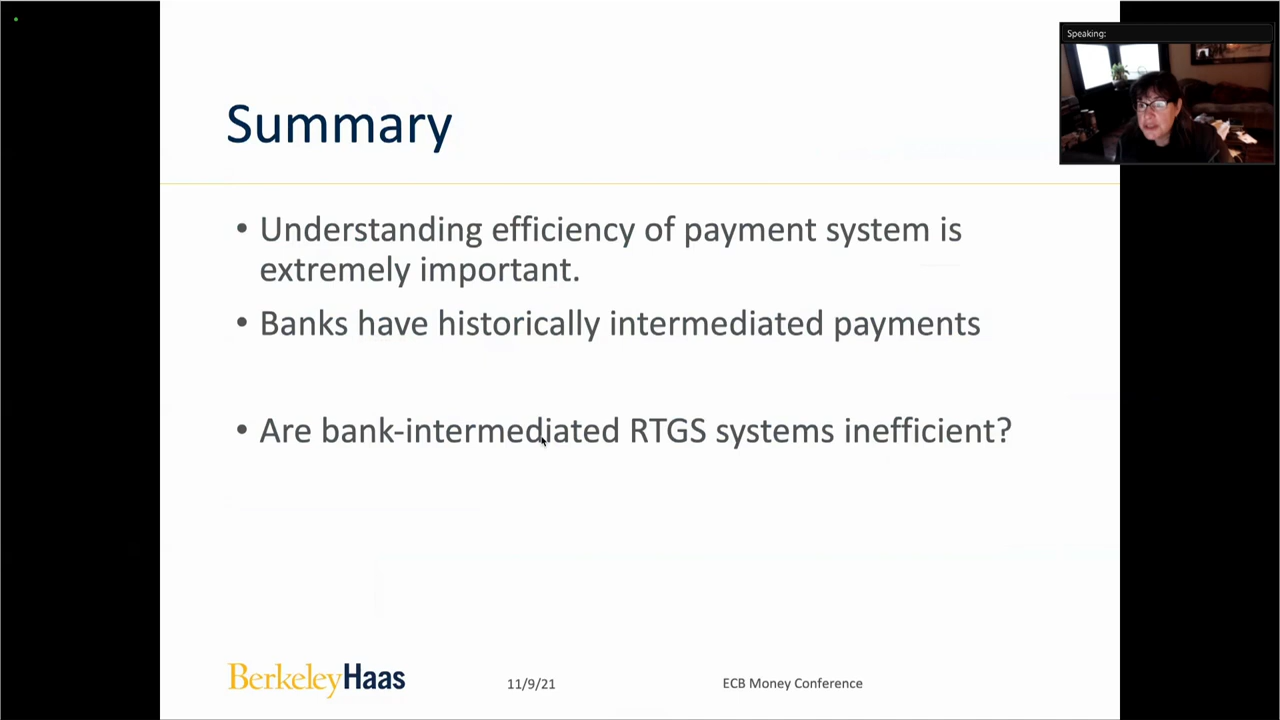 Speaking:
Summary
• Understanding efficiency of payment system is
extremely important.
• Banks have historically intermediated payments
• Are bank-intermediated RTGS systems inefficient?
BerkeleyHaas
11/9/21
ECB Money Conference